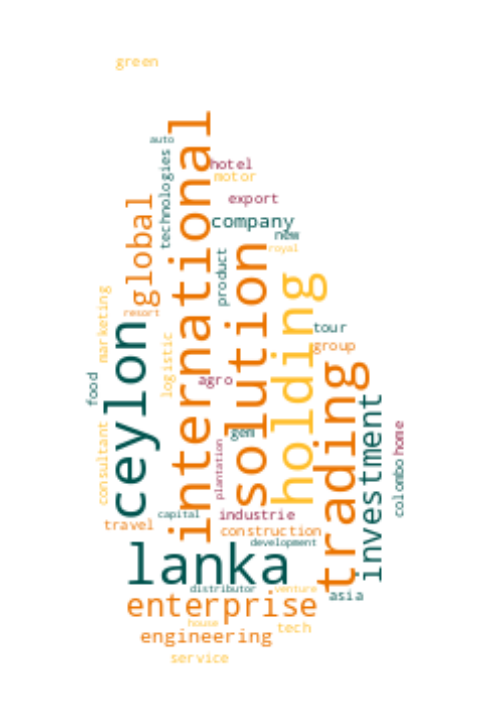 green
auto
international
technologies
hotel
motor
export
global
company
new
royal
product
solution
holding
marketing
resort
ceylon
tour
logistic
group
trading
food
agro
investment
consultant
gem
home
plantation
colombo
capital
industrie
travel
construction
development
lanka
distributor
venture
asia
enterprise
house
tech
engineering
service